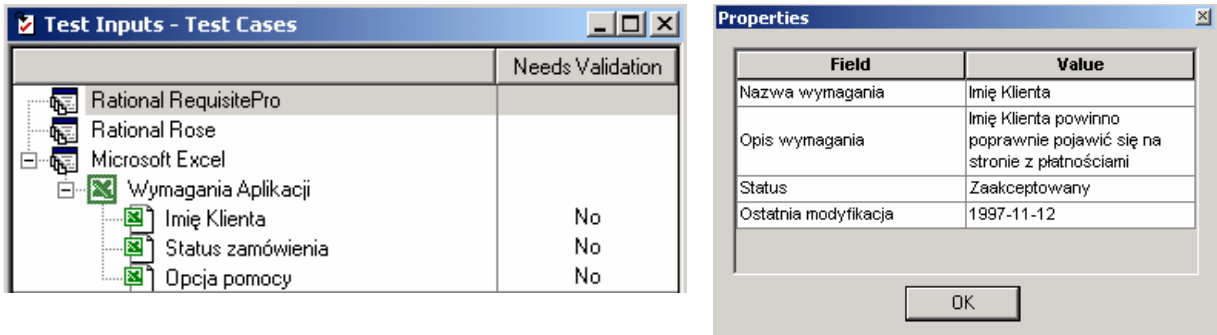 Test Inputs - Test Cases
Needs Validation
Rational RequisitePro
Rational Rose
Microsoft Excel
Wymagania Aplikacji
Imię Klienta No
Status zamówienia No
Opcja pomocy No
Properties
Field Value
Nazwa wymagania Imię Klienta
Opis wymagania Imię Klienta powinno
poprawnie pojawić się na
stronie z płatnościami
Status Zaakceptowany
Ostatnia modyfikacja 1997-11-12
OK